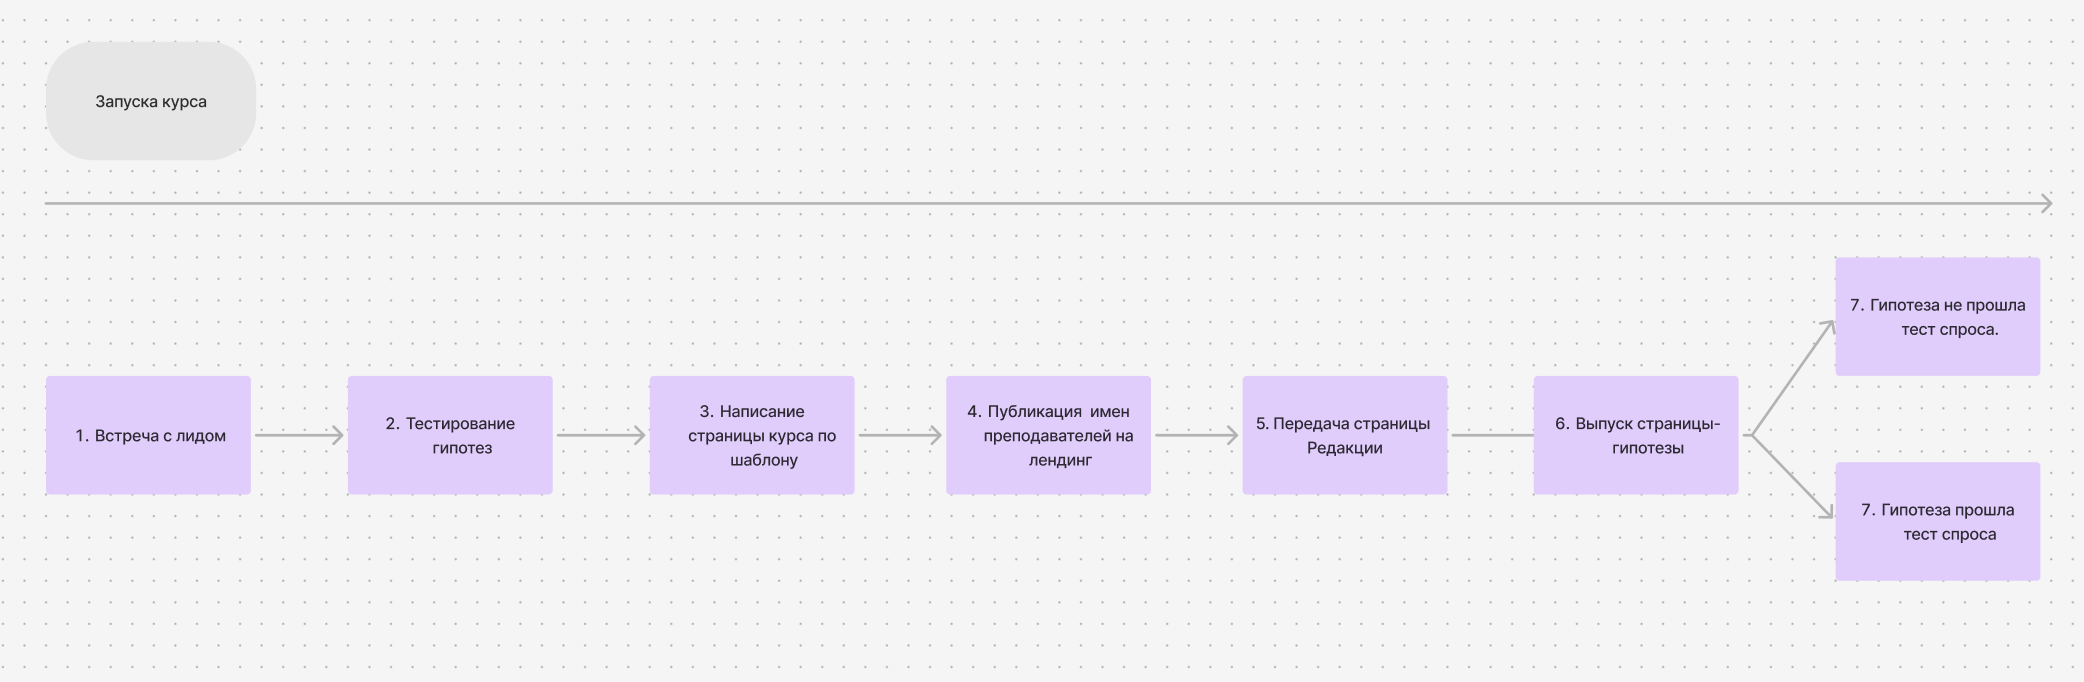 Запуска курса
1. Встреча с лидом
2. Тестирование
гипотез
3. Написание
страницы курса по
шаблону
4. Публикация  имен
преподавателей на
лендинг
5. Передача страницы
Редакции
6. Выпуск страницы-
гипотезы
7. Гипотеза не прошла
тест спроса.
7. Гипотеза прошла
тест спроса